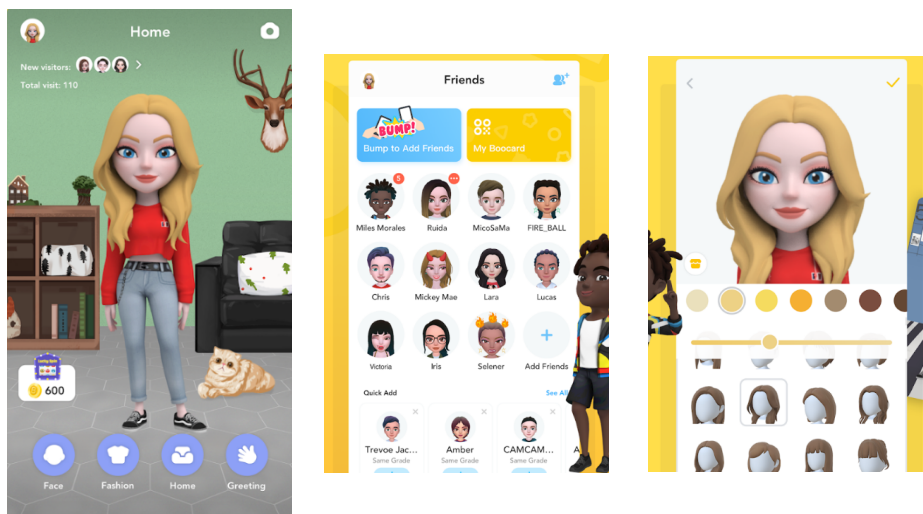 Home
New visitors:
Total visit: 110
600
Face Fashion Home Greeting
Friends
BUMP!
Bump to Add Friends
My Boocard
5
Miles Morales Ruida MicoSaMa FIRE_BALL
Chris Mickey Mae Lara Lucas
Victoria Iris Selener Add Friends
Quick Add See All
Trevoe Jac... Amber CAMCAM... A
Same Grade Same Grade Same Grade